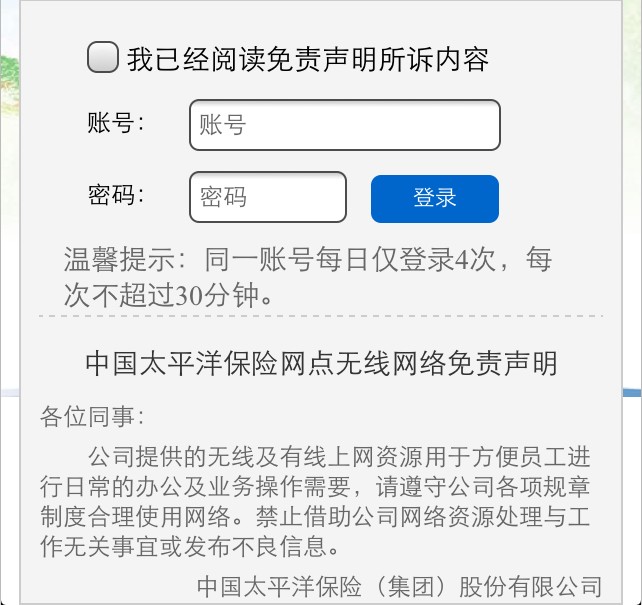 我已经阅读免责声明所诉内容
账号： 账号
密码： 密码 登录
温馨提示：同一账号每日仅登录4次，每
次不超过30分钟。
中国太平洋保险网点无线网络免责声明
各位同事：
公司提供的无线及有线上网资源用于方便员工进
行日常的办公及业务操作需要，请遵守公司各项规章
制度合理使用网络。禁止借助公司网络资源处理与工
作无关事宜或发布不良信息。
中国太平洋保险（集团）股份有限公司